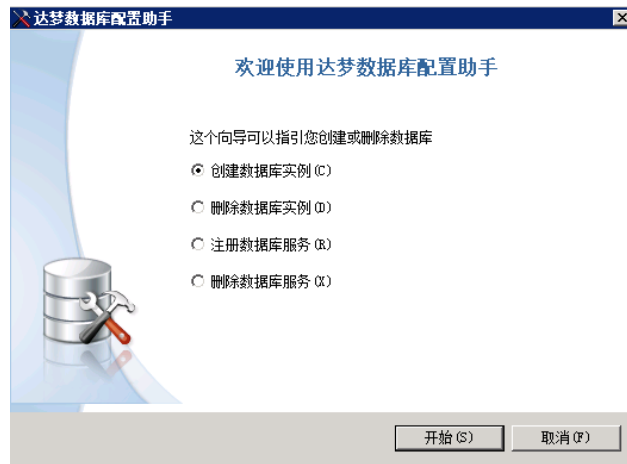 达梦数据库配置助手
欢迎使用达梦数据库配置助手
这个向导可以指引您创建或删除数据库
创建数据库实例(C)
删除数据库实例(D)
注册数据库服务(R)
删除数据库服务(X)
开始(S)
取消(F)